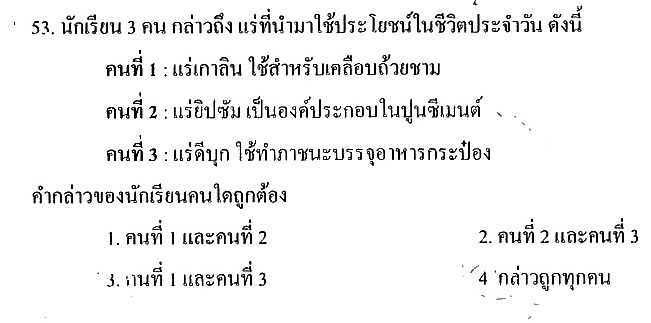 53. นักเรียน 3 คน กล่าวถึง แร่ที่นำมาใช้ประโยชน์ในชีวิตประจำวัน ดังนี้
คนที่ 1 : แร่เกาลิน ใช้สำหรับเคลือบถ้วยชาม
คนที่ 2 : แร่ยิปซัม เป็นองค์ประกอบในปูนซีเมนต์
คนที่ 3 : แร่ดีบุก ใช้ทำภาชนะบรรจุอาหารกระป๋อง
คำกล่าวของนักเรียนคนใดถูกต้อง
1. คนที่ 1 และคนที่ 2 2. คนที่ 2 และคนที่ 3
3. คนที่ 1 และคนที่ 3 4 กล่าวถูกทุกคน